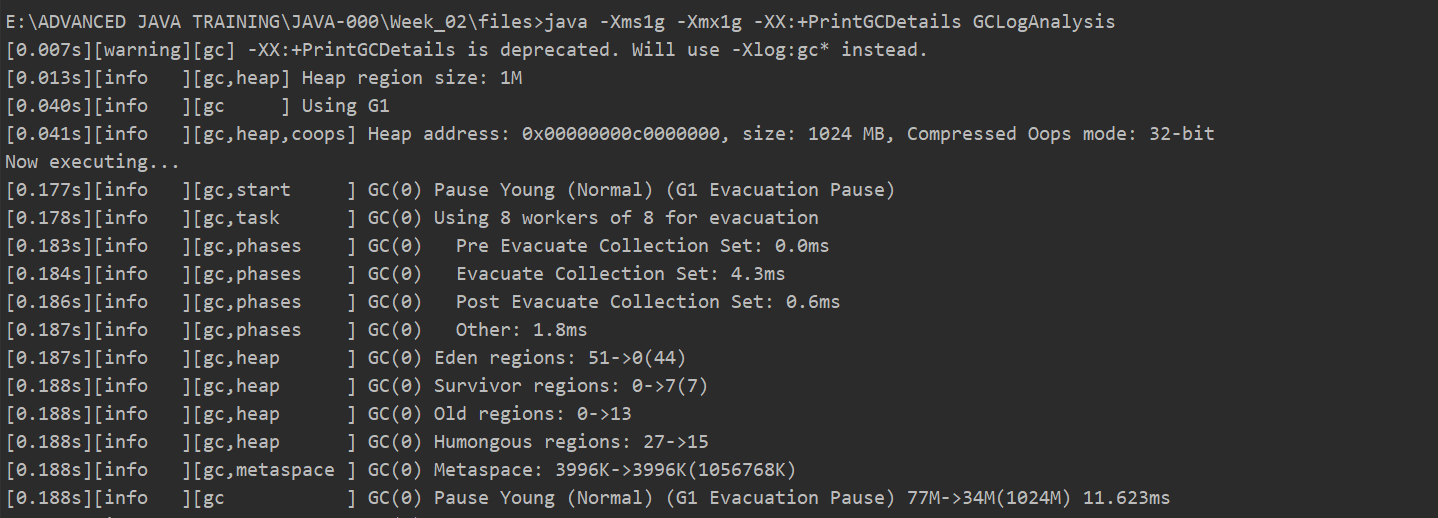 E:\ADVANCED JAVA TRAINING\JAVA-000\Week_02\files>java -Xms1g -Xmx1g -XX:+PrintGCDetails GCLogAnalysis
[0.007s][warning][gc] -XX:+PrintGCDetails is deprecated. Will use -Xlog:gc* instead.
[0.013s][info   ][gc,heap] Heap region size: 1M
[0.040s][info   ][gc     ] Using G1
[0.041s][info   ][gc,heap,coops] Heap address: 0x00000000c0000000, size: 1024 MB, Compressed Oops mode: 32-bit
Now executing...
[0.177s][info   ][gc,start     ] GC(0) Pause Young (Normal) (G1 Evacuation Pause)
[0.178s][info   ][gc,task      ] GC(0) Using 8 workers of 8 for evacuation
[0.183s][info   ][gc,phases    ] GC(0)   Pre Evacuate Collection Set: 0.0ms
[0.184s][info   ][gc,phases    ] GC(0)   Evacuate Collection Set: 4.3ms
[0.186s][info   ][gc,phases    ] GC(0)   Post Evacuate Collection Set: 0.6ms
[0.187s][info   ][gc,phases    ] GC(0)   Other: 1.8ms
[0.187s][info   ][gc,heap      ] GC(0) Eden regions: 51->0(44)
[0.188s][info   ][gc,heap      ] GC(0) Survivor regions: 0->7(7)
[0.188s][info   ][gc,heap      ] GC(0) Old regions: 0->13
[0.188s][info   ][gc,heap      ] GC(0) Humongous regions: 27->15
[0.188s][info   ][gc,metaspace ] GC(0) Metaspace: 3996K->3996K(1056768K)
[0.188s][info   ][gc           ] GC(0) Pause Young (Normal) (G1 Evacuation Pause) 77M->34M(1024M) 11.623ms